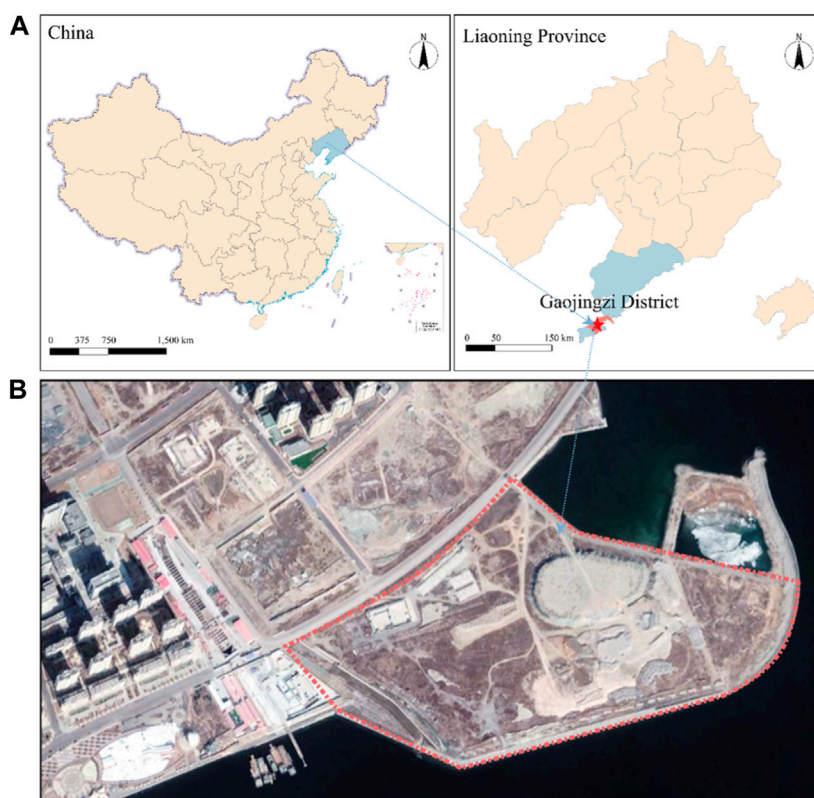 A
China
N
0 375 750 1,500 km
Liaoning Province
N
Gaojingzi District
0 50 150 km
B